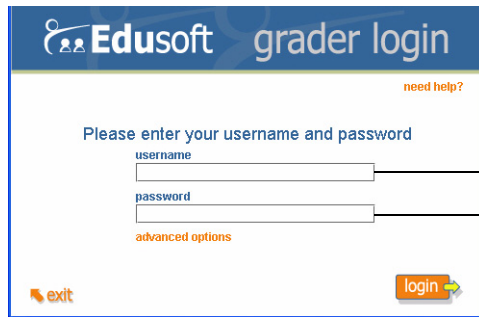 Edusoft grader login
need help?
Please enter your username and password
username
password
advanced options
exit
login